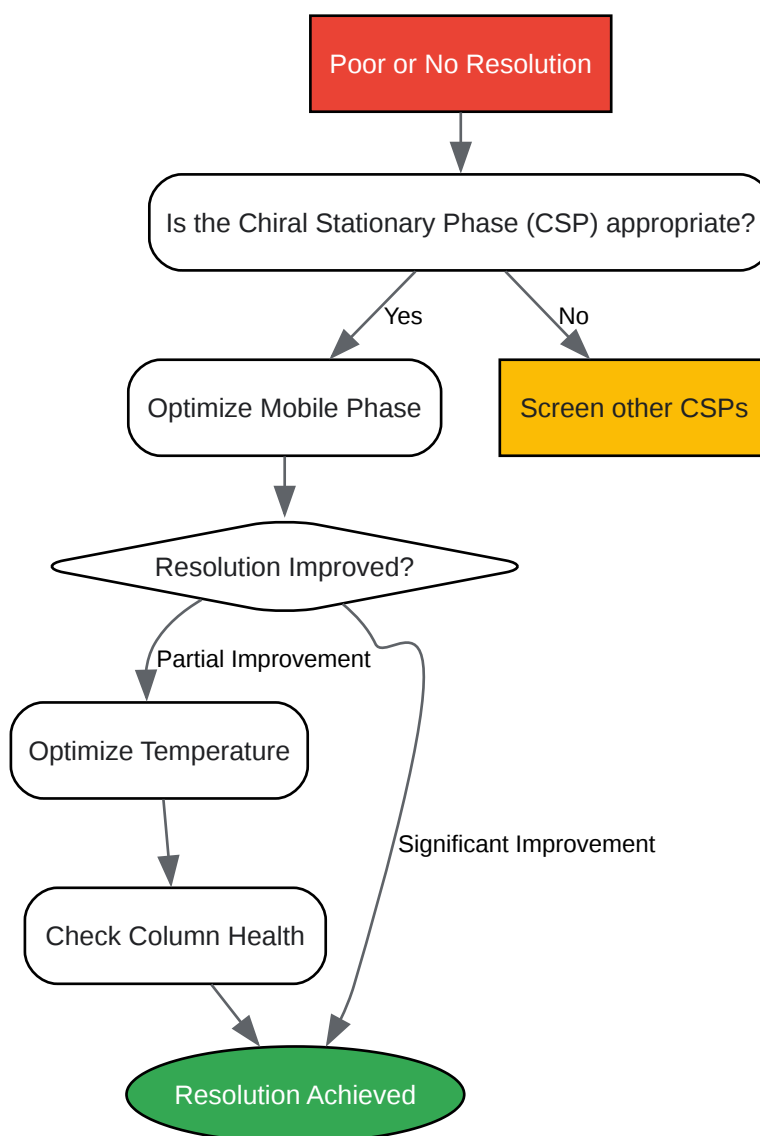 Poor or No Resolution
Is the Chiral Stationary Phase (CSP) appropriate?
Yes
No
Optimize Mobile Phase
Screen other CSPs
Resolution Improved?
Partial Improvement
Optimize Temperature
Significant Improvement
Check Column Health
Resolution Achieved